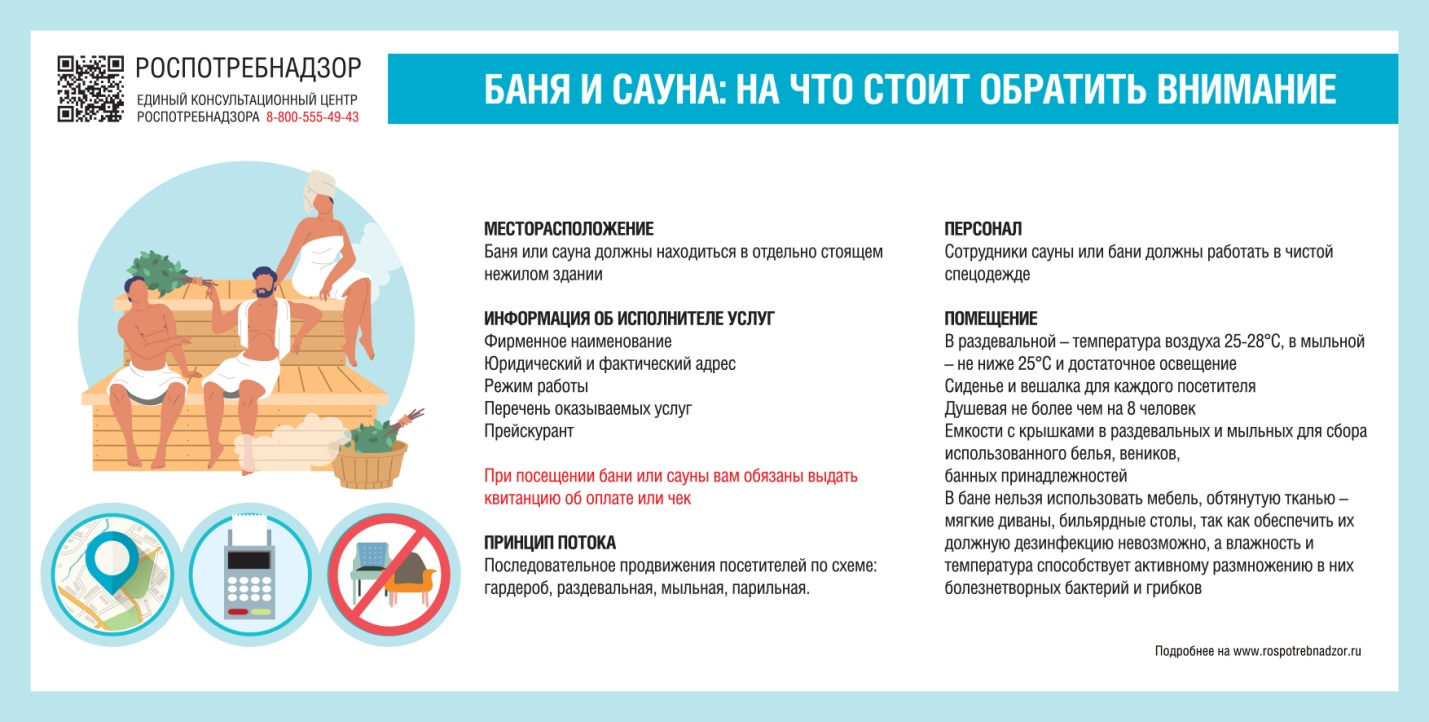 РОСПОТРЕБНАДЗОР
ЕДИНЫЙ КОНСУЛЬТАЦИОННЫЙ ЦЕНТР
РОСПОТРЕБНАДЗОРА 8-800-555-49-43
БАНЯ И САУНА: НА ЧТО СТОИТ ОБРАТИТЬ ВНИМАНИЕ
МЕСТОРАСПОЛОЖЕНИЕ
Баня или сауна должны находиться в отдельно стоящем
нежилом здании
ИНФОРМАЦИЯ ОБ ИСПОЛНИТЕЛЕ УСЛУГ
Фирменное наименование
Юридический и фактический адрес
Режим работы
Перечень оказываемых услуг
Прейскурант
При посещении бани или сауны вам обязаны выдать
квитанцию об оплате или чек
ПРИНЦИП ПОТОКА
Последовательное продвижения посетителей по схеме:
гардероб, раздевальная, мыльная, парильная.
ПЕРСОНАЛ
Сотрудники сауны или бани должны работать в чистой
спецодежде
ПОМЕЩЕНИЕ
В раздевальной – температура воздуха 25-28°С, в мыльной
– не ниже 25°С и достаточное освещение
Сиденье и вешалка для каждого посетителя
Душевая не более чем на 8 человек
Емкости с крышками в раздевальных и мыльных для сбора
использованного белья, веников,
банных принадлежностей
В бане нельзя использовать мебель, обтянутую тканью –
мягкие диваны, бильярдные столы, так как обеспечить их
должную дезинфекцию невозможно, а влажность и
температура способствует активному размножению в них
болезнетворных бактерий и грибков
Подробнее на www.rospotrebnadzor.ru